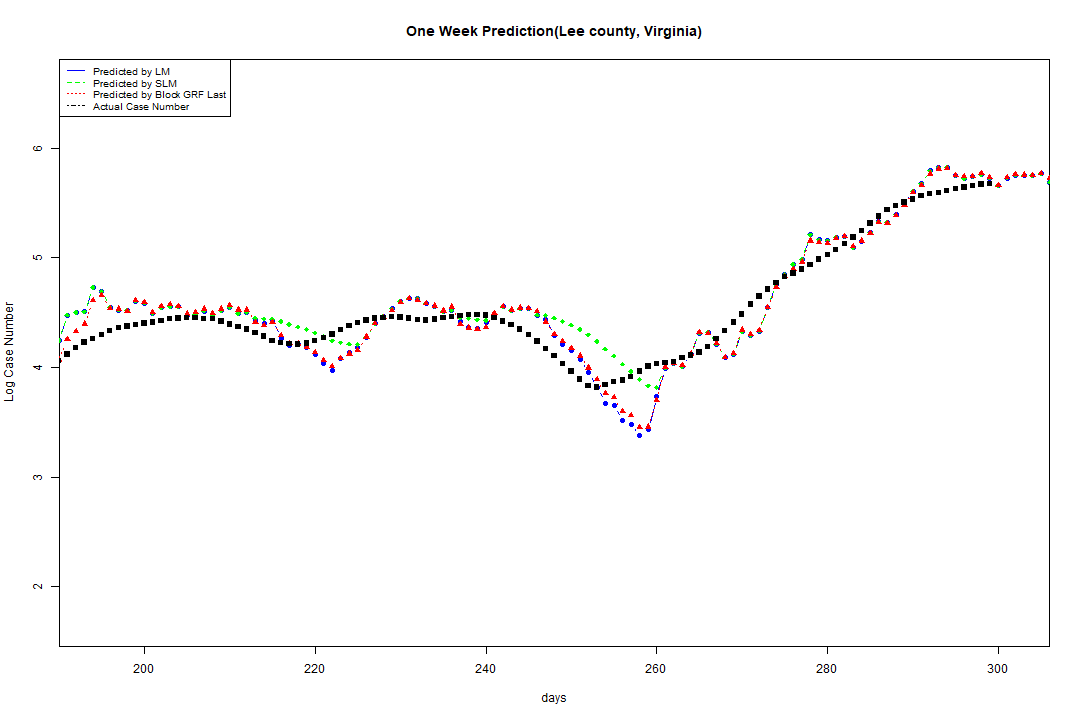 One Week Prediction(Lee county, Virginia)
Predicted by LM
Predicted by SLM
Predicted by Block GRF Last
Actual Case Number
Log Case Number
6
5
4
3
2
200 220 240 260 280 300
days